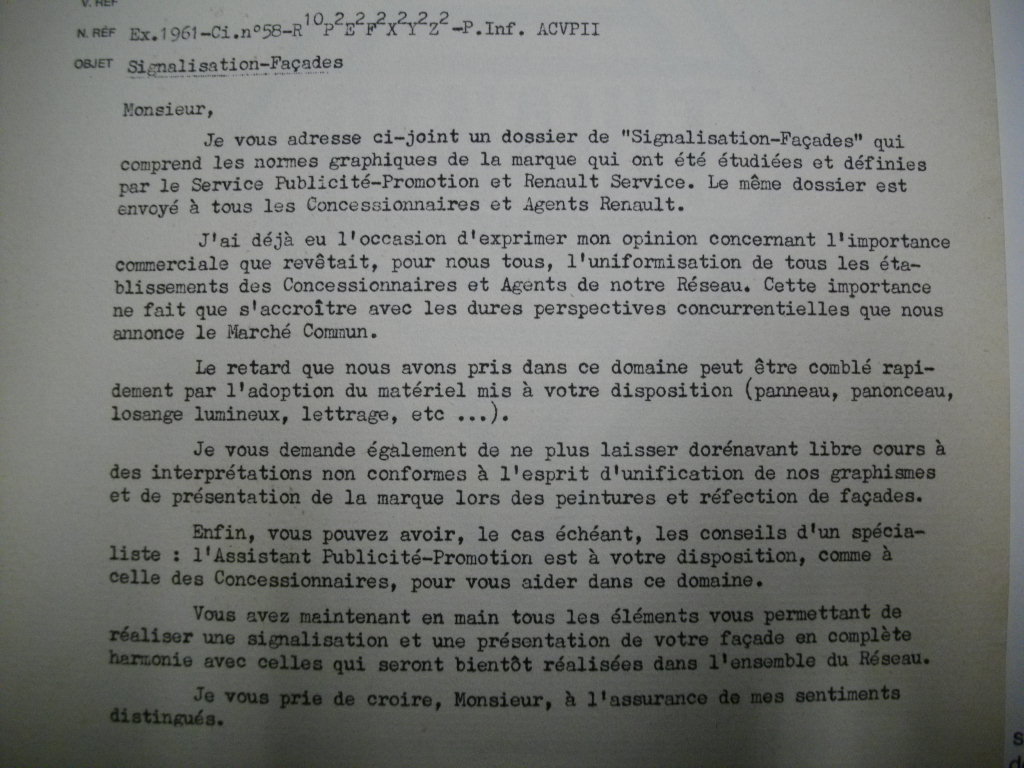 V. RÉF
N. RÉF Ex.1961-Ci.n°58-R¹⁰P²E²F²X²Y²Z²-P.Inf. ACVPII
OBJET Signalisation-Façades
Monsieur,
Je vous adresse ci-joint un dossier de "Signalisation-Façades" qui
comprend les normes graphiques de la marque qui ont été étudiées et définies
par le Service Publicité-Promotion et Renault Service. Le même dossier est
envoyé à tous les Concessionnaires et Agents Renault.
J'ai déjà eu l'occasion d'exprimer mon opinion concernant l'importance
commerciale que revêtait, pour nous tous, l'uniformisation de tous les éta-
blissements des Concessionnaires et Agents de notre Réseau. Cette importance
ne fait que s'accroître avec les dures perspectives concurrentielles que nous
annonce le Marché Commun.
Le retard que nous avons pris dans ce domaine peut être comblé rapi-
dement par l'adoption du matériel mis à votre disposition (panneau, panonceau,
losange lumineux, lettrage, etc ...).
Je vous demande également de ne plus laisser dorénavant libre cours à
des interprétations non conformes à l'esprit d'unification de nos graphismes
et de présentation de la marque lors des peintures et réfection de façades.
Enfin, vous pouvez avoir, le cas échéant, les conseils d'un spécia-
liste : l'Assistant Publicité-Promotion est à votre disposition, comme à
celle des Concessionnaires, pour vous aider dans ce domaine.
Vous avez maintenant en main tous les éléments vous permettant de
réaliser une signalisation et une présentation de votre façade en complète
harmonie avec celles qui seront bientôt réalisées dans l'ensemble du Réseau.
Je vous prie de croire, Monsieur, à l'assurance de mes sentiments
distingués.